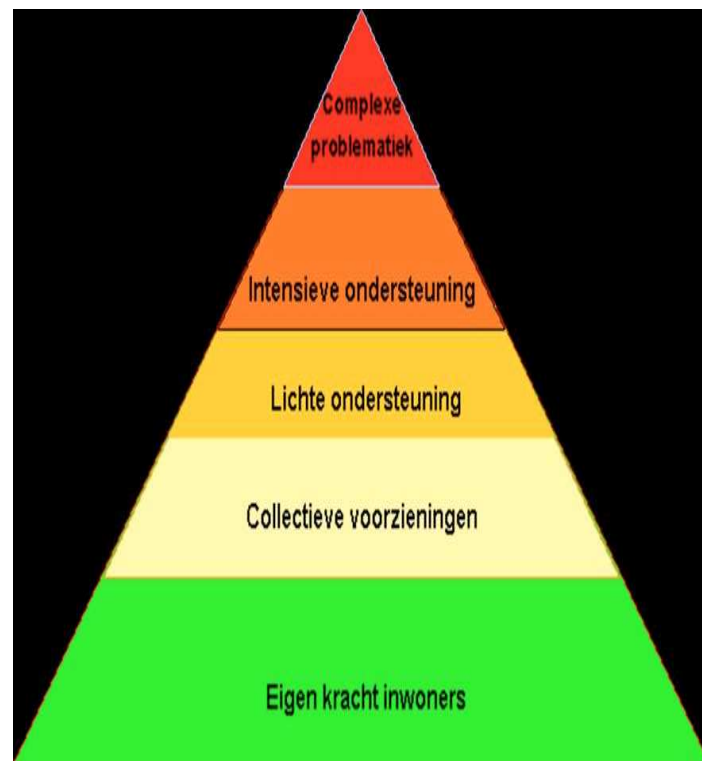 Complexe
problematiek
Intensieve ondersteuning
Lichte ondersteuning
Collectieve voorzieningen
Eigen kracht inwoners